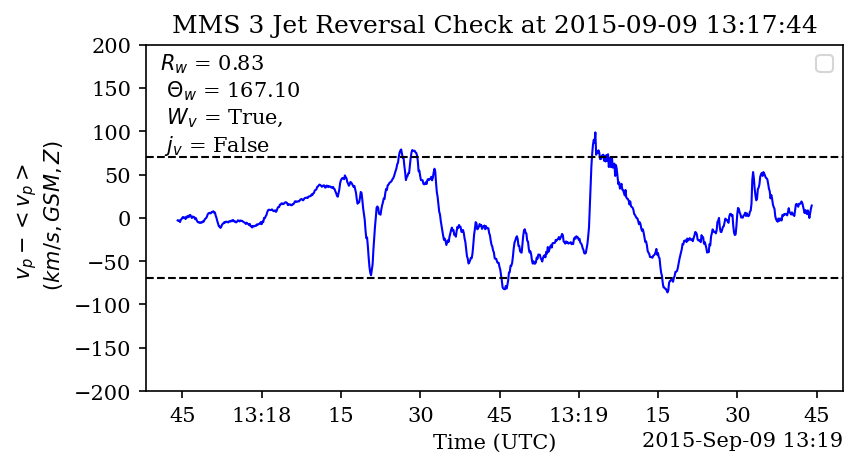 MMS 3 Jet Reversal Check at 2015-09-09 13:17:44
R_w = 0.83
Θ_w = 167.10
W_v = True,
j_v = False
v_p − < v_p >
(km/s, GSM, Z)
200
150
100
50
0
−50
−100
−150
−200
45 13:18 15 30 45 13:19 15 30 45
Time (UTC) 2015-Sep-09 13:19